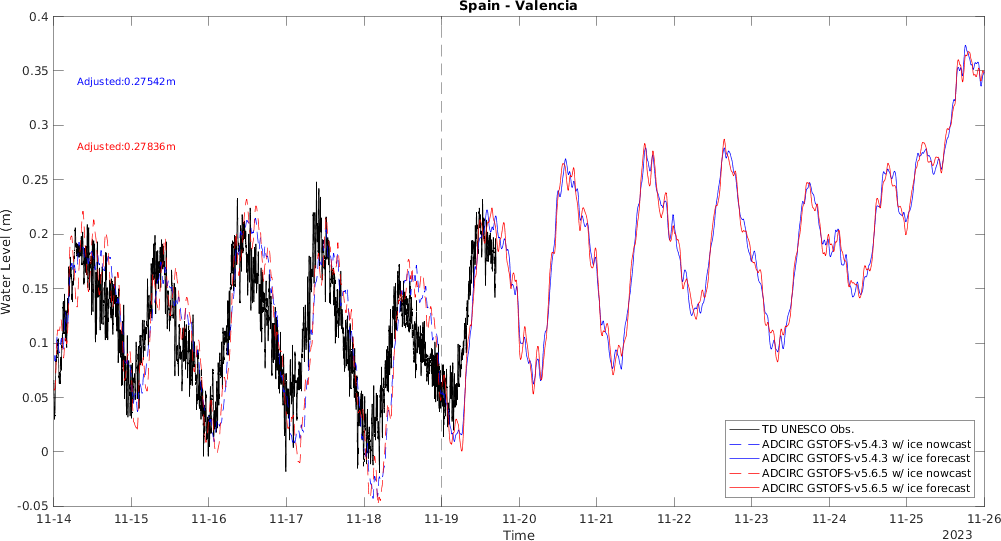 Spain - Valencia
0.4
0.35
0.3
0.25
0.2
0.15
0.1
0.05
0
-0.05
Water Level (m)
Adjusted:0.27542m
Adjusted:0.27836m
TD UNESCO Obs.
ADCIRC GSTOFS-v5.4.3 w/ ice nowcast
ADCIRC GSTOFS-v5.4.3 w/ ice forecast
ADCIRC GSTOFS-v5.6.5 w/ ice nowcast
ADCIRC GSTOFS-v5.6.5 w/ ice forecast
11-14 11-15 11-16 11-17 11-18 11-19 11-20 11-21 11-22 11-23 11-24 11-25 11-26
Time
2023